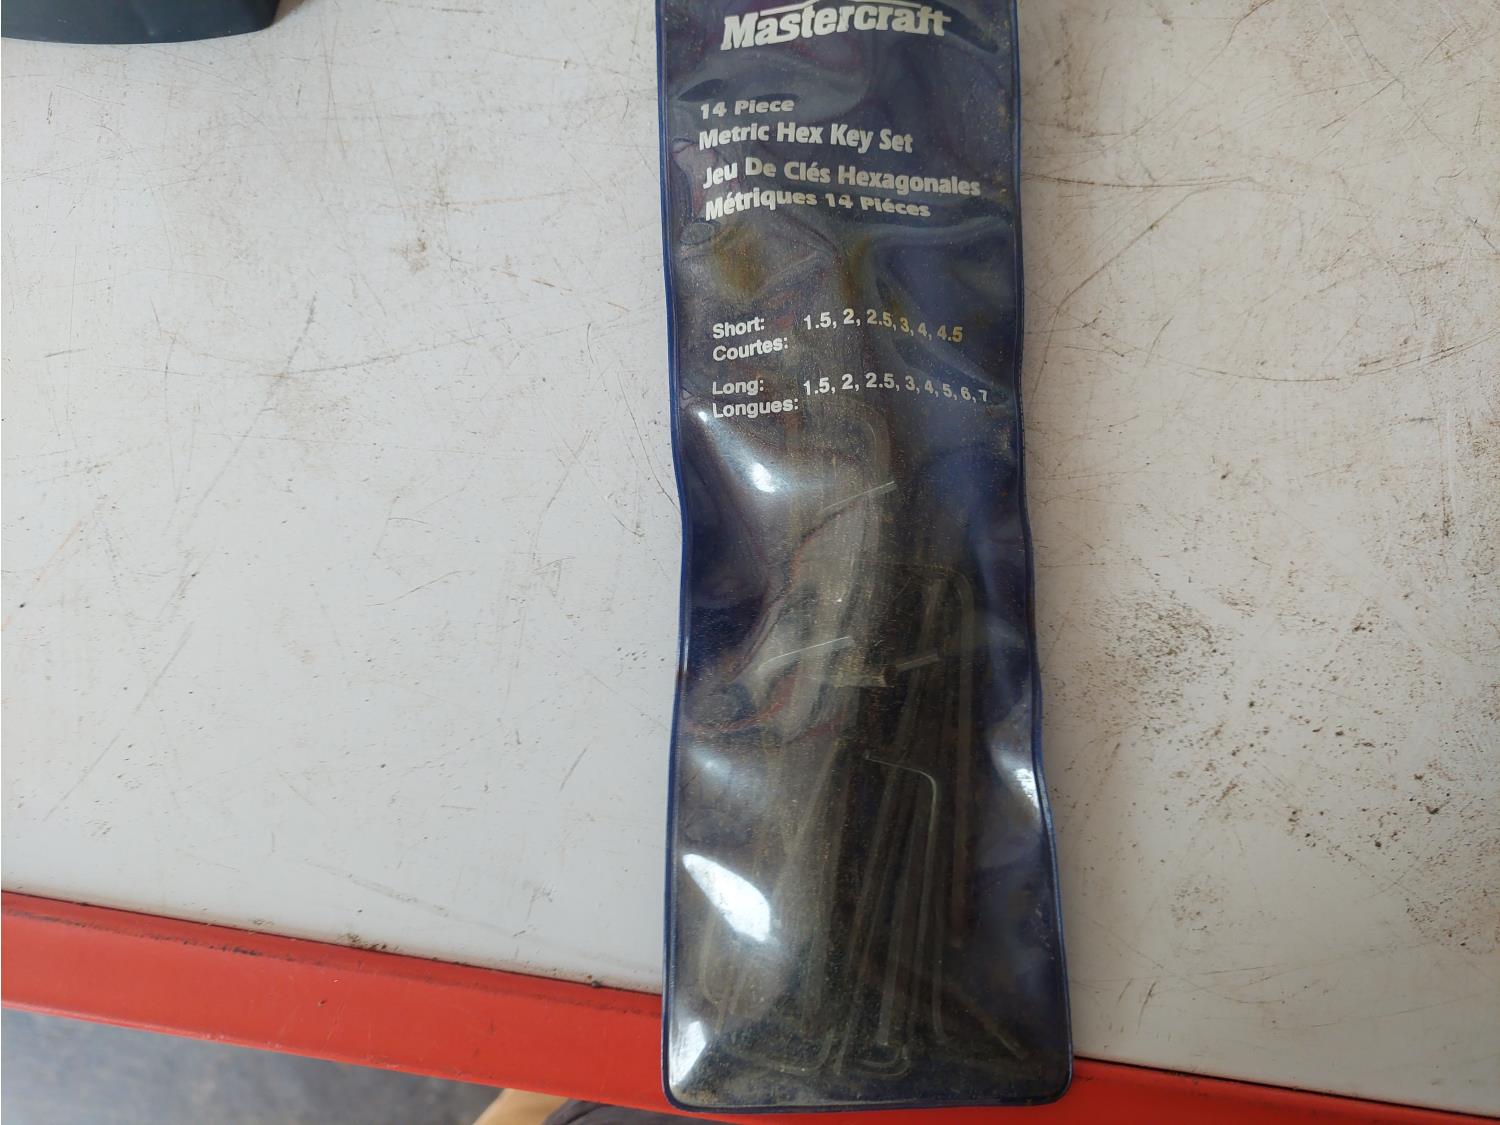 Mastercraft
14 Piece
Metric Hex Key Set
Jeu De Clés Hexagonales
Métriques 14 Piéces
Short: 1.5, 2, 2.5, 3, 4, 4.5
Courtes:
Long: 1.5, 2, 2.5, 3, 4, 5, 6, 7
Longues: